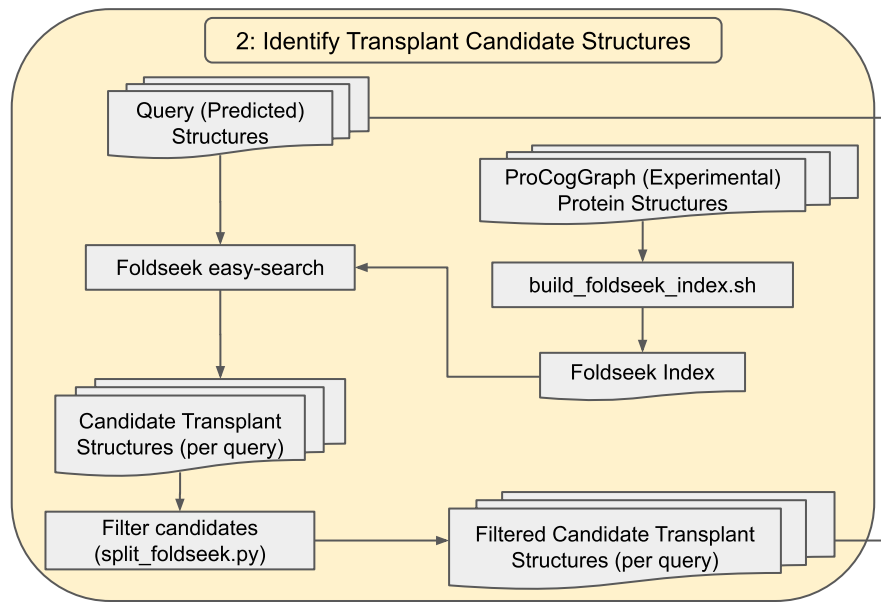 2: Identify Transplant Candidate Structures
Query (Predicted)
Structures
ProCogGraph (Experimental)
Protein Structures
Foldseek easy-search
build_foldseek_index.sh
Foldseek Index
Candidate Transplant
Structures (per query)
Filter candidates
(split_foldseek.py)
Filtered Candidate Transplant
Structures (per query)